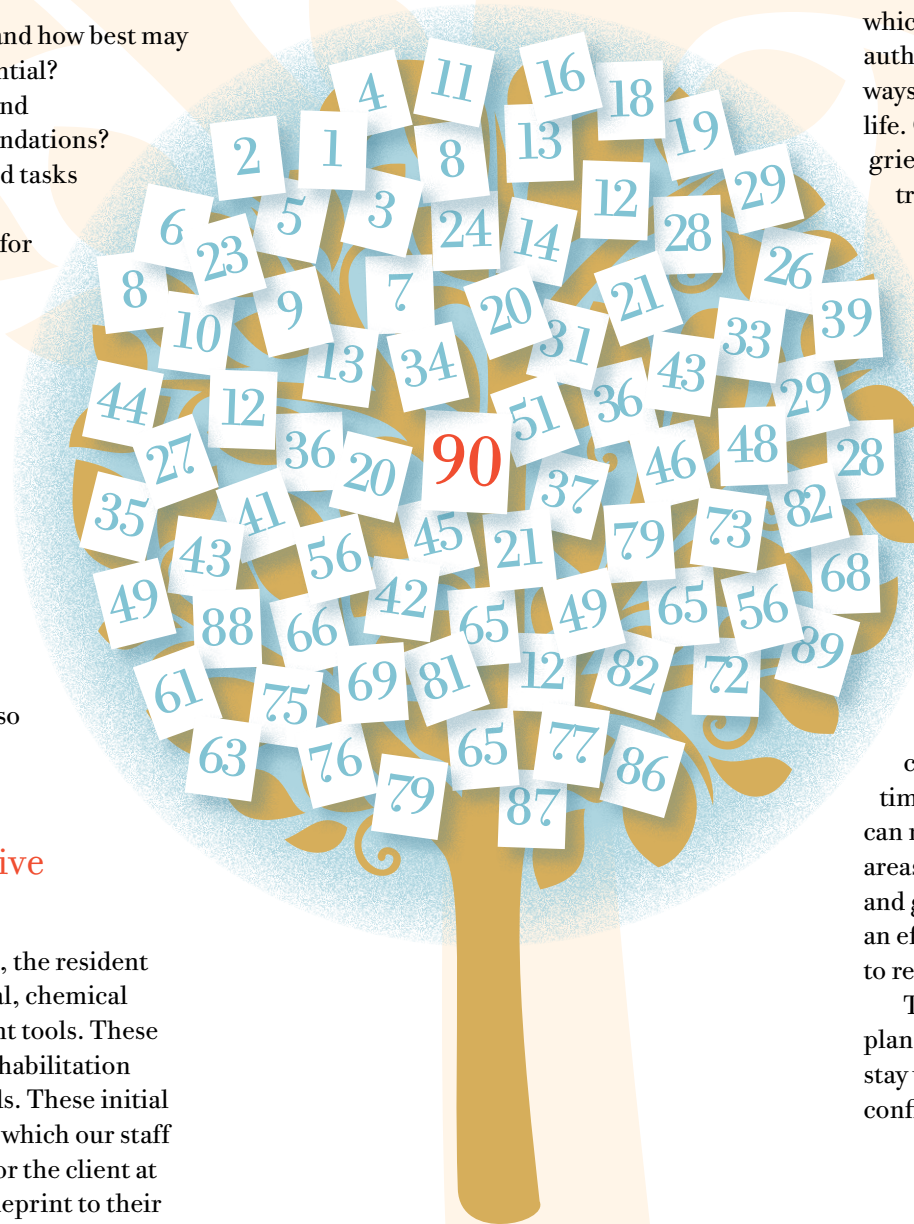 and how best may
ntial?
nd
ndations?
d tasks
for
so
ive
, the resident
al, chemical
nt tools. These
habilitation
ls. These initial
which our staff
or the client at
eprint to their
4
11
16
18
2
1
8
13
19
6
23
5
3
24
14
12
28
29
8
10
9
7
20
31
21
26
39
44
12
13
34
51
36
43
33
29
27
36
20
90
37
46
48
28
35
43
41
56
45
21
79
73
82
49
88
66
42
65
49
65
56
68
61
75
69
81
12
82
72
89
63
76
79
65
77
87
86
whic
auth
ways
life.
grie
tr
c
tim
can
areas
and
an ef
to re
T
plan
stay
conf